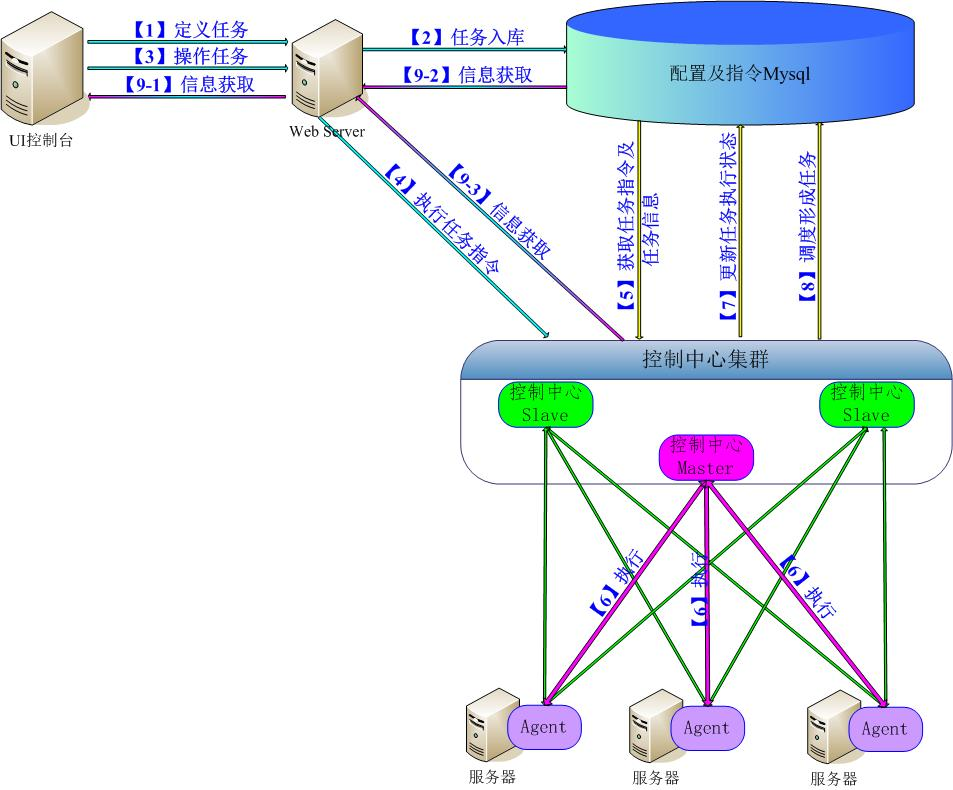 【1】定义任务
【3】操作任务
【9-1】信息获取
UI控制台
Web Server
【2】任务入库
【9-2】信息获取
配置及指令Mysql
【4】执行任务指令
【9-3】信息获取
【5】获取任务指令及
任务信息
【7】更新任务执行状态
【8】调度形成任务
控制中心集群
控制中心
Slave
控制中心
Slave
控制中心
Master
【6】执行
【6】执行
【6】执行
Agent
Agent
Agent
服务器
服务器
服务器